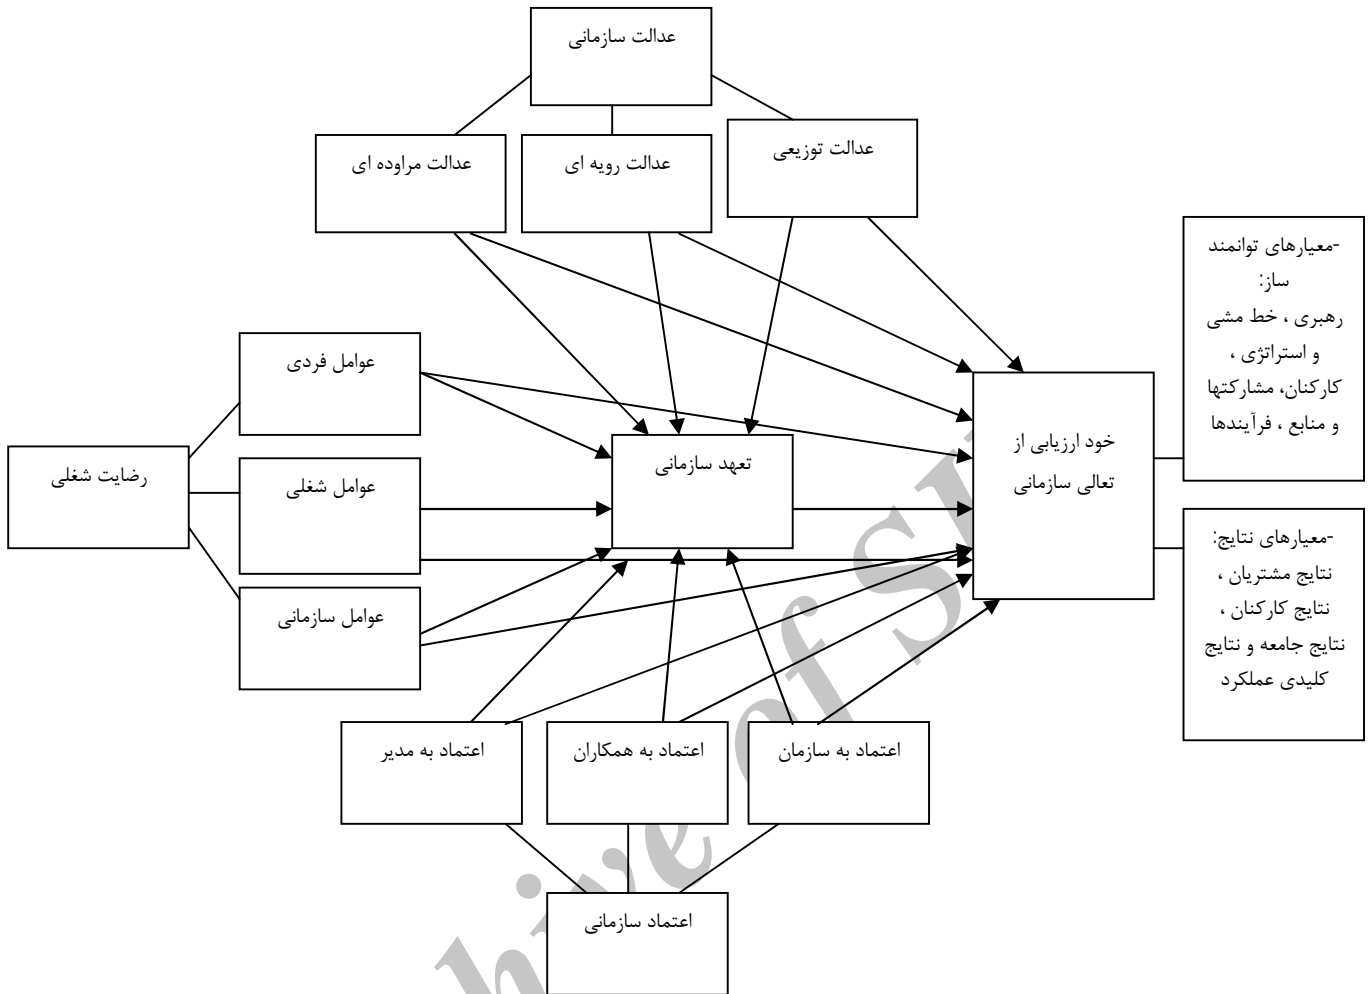 عدالت سازمانی
عدالت توزیعی
عدالت رویه ای
عدالت مراوده ای
-معیارهای توانمند
ساز:
رهبری ، خط مشی
و استراتژی ،
کارکنان، مشارکتها
و منابع ، فرآیندها
خود ارزیابی از
تعالی سازمانی
-معیارهای نتایج:
نتایج مشتریان ،
نتایج کارکنان ،
نتایج جامعه و نتایج
کلیدی عملکرد
تعهد سازمانی
عوامل فردی
عوامل شغلی
عوامل سازمانی
رضایت شغلی
اعتماد به سازمان
اعتماد به همکاران
اعتماد به مدیر
اعتماد سازمانی
of